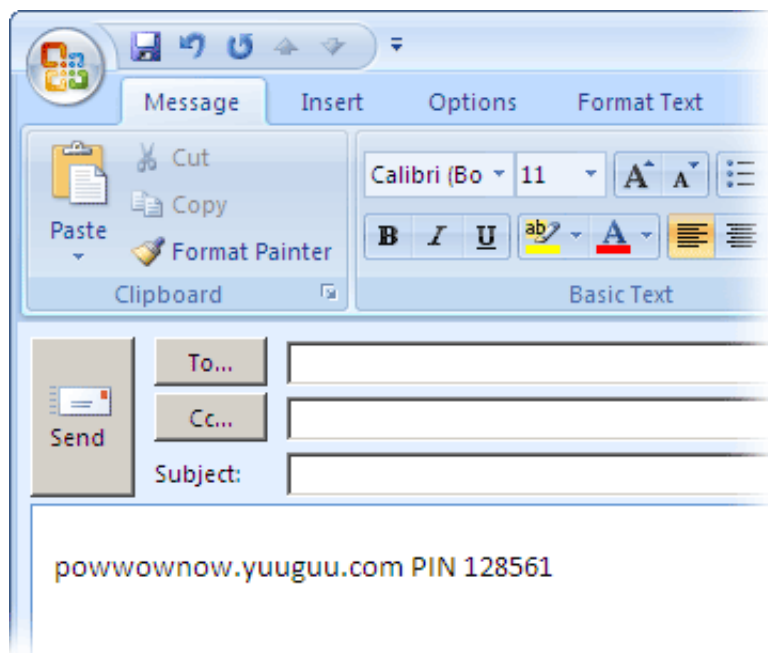 Message Insert Options Format Text
Cut
Copy
Paste
Format Painter
Clipboard
Calibri (Bo 11 A A
B I U ab A
Basic Text
To...
Cc...
Send
Subject:
powwownow.yuuguu.com PIN 128561